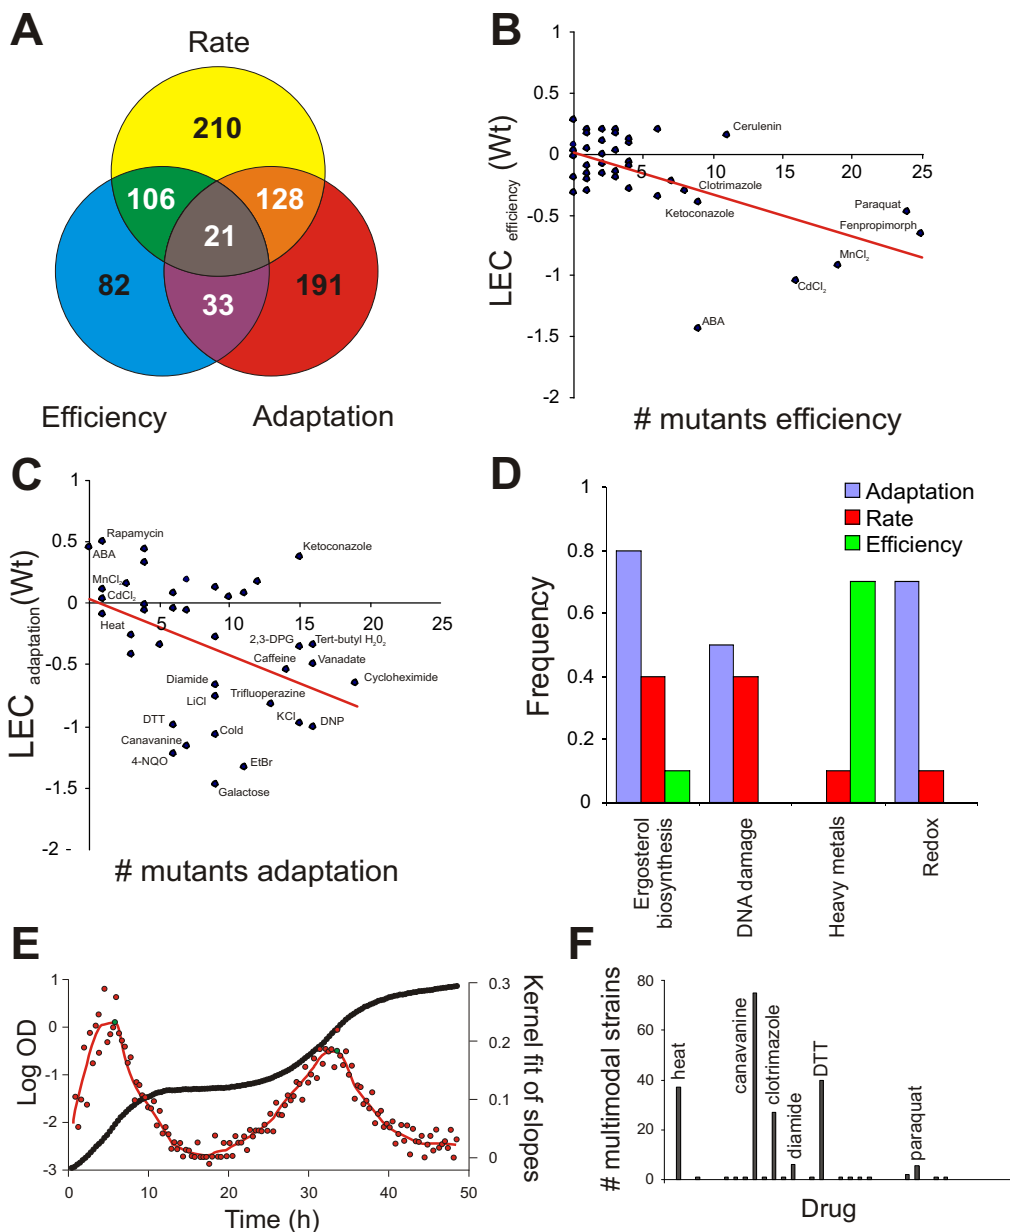 A
Rate
210
106
128
21
82
33
191
Efficiency
Adaptation
B
1
0.5
0
-0.5
-1
-1.5
-2
5
10
15
20
25
LEC efficiency (Wt)
Cerulenin
Clotrimazole
Ketoconazole
Paraquat
Fenpropimorph
MnCl2
CdCl2
ABA
# mutants efficiency
C
1
0.5
0
-0.5
-1
-1.5
-2 -
5
10
15
20
25
LEC adaptation (Wt)
Rapamycin
ABA
Ketoconazole
MnCl2
CdCl2
Heat
2,3-DPG
Tert-butyl H2O2
Caffeine
Vanadate
Diamide
Trifluoperazine
Cycloheximide
LiCl
KCl
DTT
DNP
Cold
Canavanine
4-NQO
EtBr
Galactose
# mutants adaptation
D
1
0.8
0.6
0.4
0.2
0
Frequency
Adaptation
Rate
Efficiency
Ergosterol
biosynthesis
DNA damage
Heavy metals
Redox
E
Log OD
1
0
-1
-2
-3
0.3
0.2
0.1
0
Kernel fit of
slopes
0
10
20
30
40
50
Time (h)
F
# multimodal strains
80
60
40
20
0
heat
canavanine
clotrimazole
diamide
DTT
paraquat
Drug